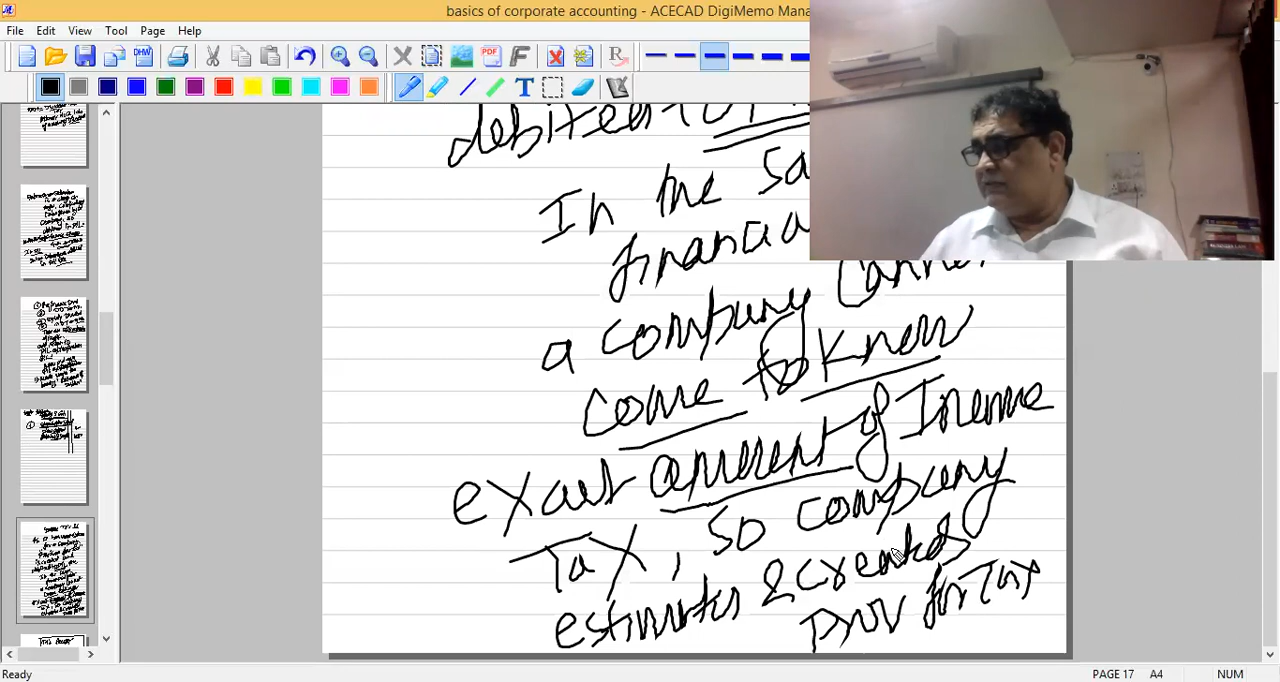 basics of corporate accounting - ACECAD DigiMemo Mana
File Edit View Tool Page Help
debited to
In the sa
financia
a company cannot
come to know
exact amount of Income
Tax, so company
estimates & creates
Prov for Tax
Ready
PAGE 17 A4 NUM